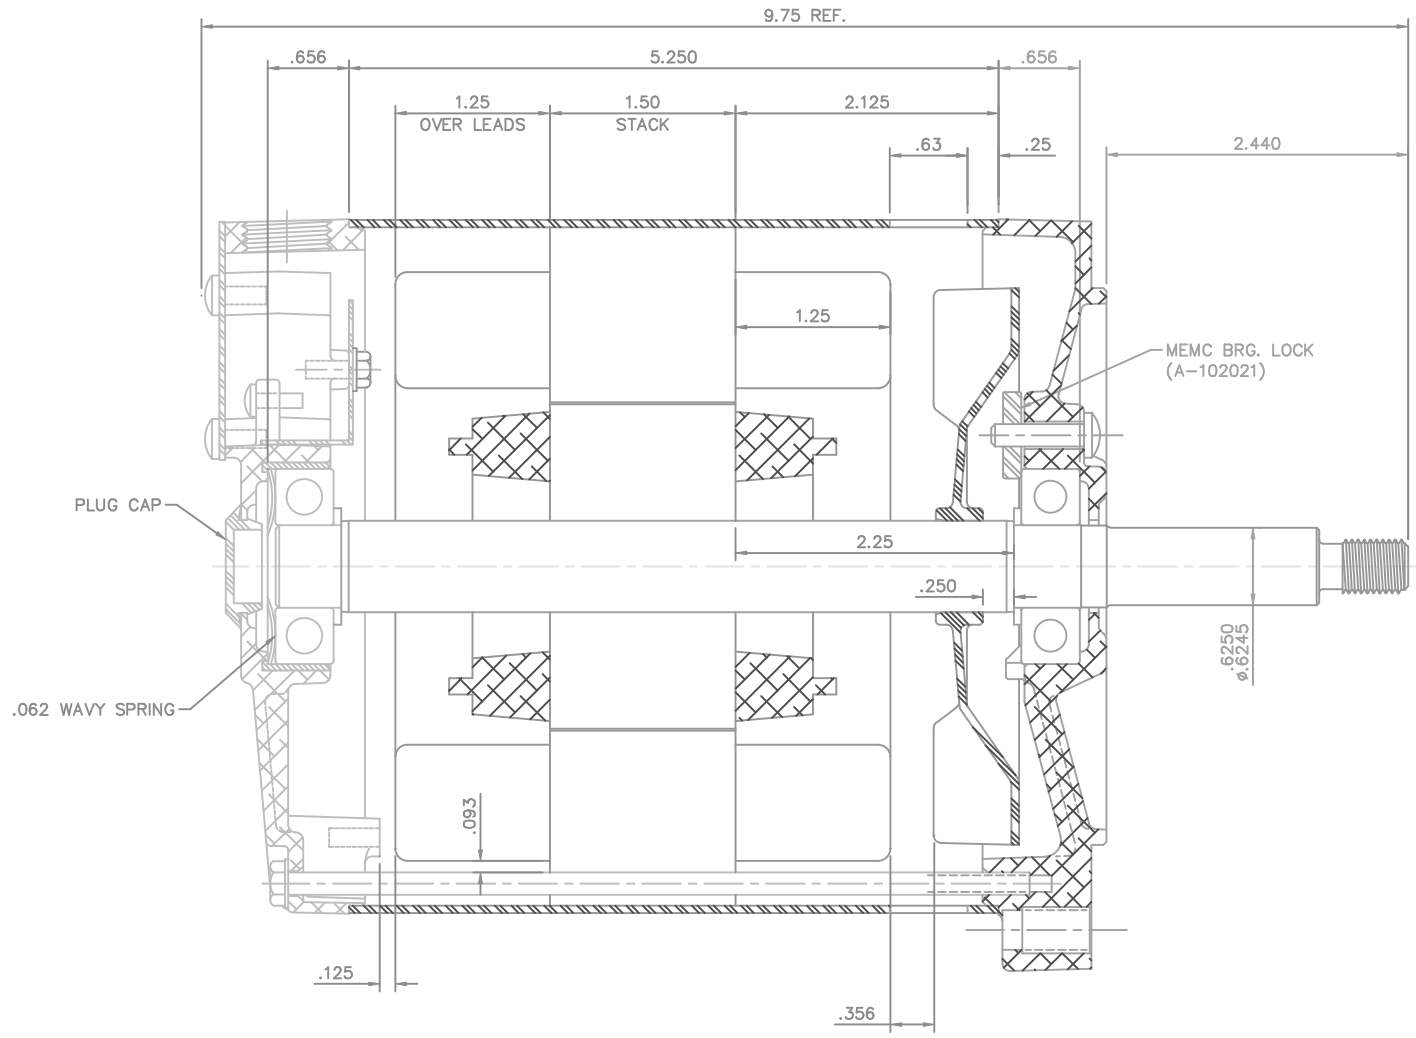 9.75 REF.
.656
5.250
.656
1.25
OVER LEADS
1.50
STACK
2.125
.63
.25
2.440
1.25
MEMC BRG. LOCK
(A-102021)
PLUG CAP
2.25
.250
.6250
⌀.6245
.062 WAVY SPRING
.093
.125
.356